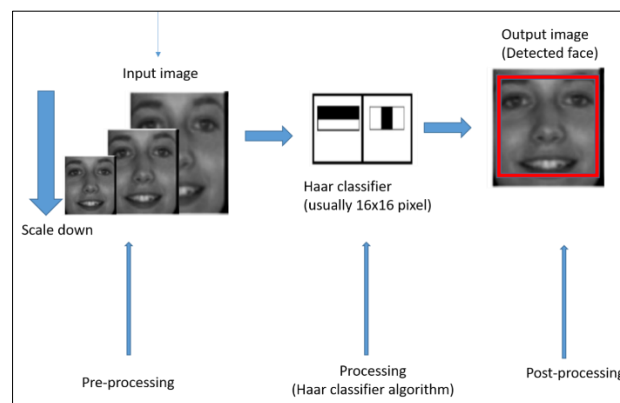 Input image
Output image
(Detected face)
Haar classifier
(usually 16x16 pixel)
Scale down
Pre-processing
Processing
(Haar classifier algorithm)
Post-processing